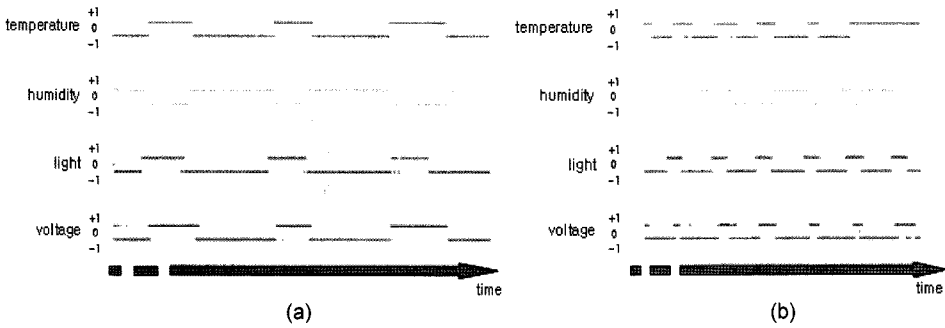 temperature +1 0 -1
humidity +1 0 -1
light +1 0 -1
voltage +1 0 -1
time
(a)
temperature +1 0 -1
humidity +1 0 -1
light +1 0 -1
voltage +1 0 -1
time
(b)